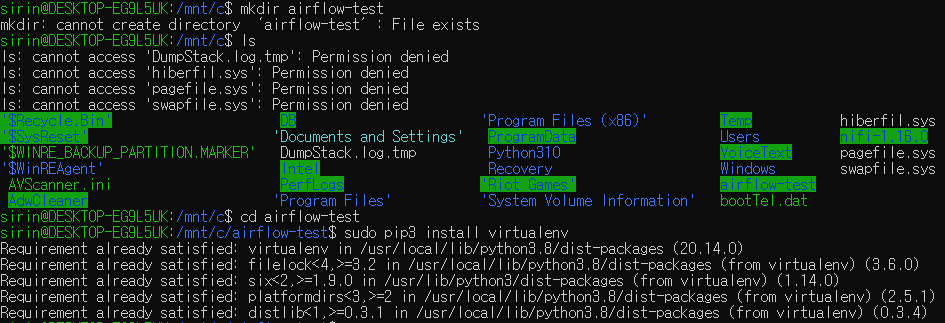 sirin@DESKTOP-EG9L5UK:/mnt/c$ mkdir airflow-test
mkdir: cannot create directory ‘airflow-test’: File exists
sirin@DESKTOP-EG9L5UK:/mnt/c$ ls
ls: cannot access 'DumpStack.log.tmp': Permission denied
ls: cannot access 'hiberfil.sys': Permission denied
ls: cannot access 'pagefile.sys': Permission denied
ls: cannot access 'swapfile.sys': Permission denied
'$Recycle.Bin' DB 'Program Files (x86)' Temp hiberfil.sys
'$SysReset' 'Documents and Settings' ProgramData Users nifi-1.16.0
'$WINRE_BACKUP_PARTITION.MARKER' DumpStack.log.tmp Python310 VoiceText pagefile.sys
'$WinREAgent' Intel Recovery Windows swapfile.sys
AVScanner.ini PerfLogs 'Riot Games' airflow-test
AdwCleaner 'Program Files' 'System Volume Information' bootTel.dat
sirin@DESKTOP-EG9L5UK:/mnt/c$ cd airflow-test
sirin@DESKTOP-EG9L5UK:/mnt/c/airflow-test$ sudo pip3 install virtualenv
Requirement already satisfied: virtualenv in /usr/local/lib/python3.8/dist-packages (20.14.0)
Requirement already satisfied: filelock<4,>=3.2 in /usr/local/lib/python3.8/dist-packages (from virtualenv) (3.6.0)
Requirement already satisfied: six<2,>=1.9.0 in /usr/lib/python3/dist-packages (from virtualenv) (1.14.0)
Requirement already satisfied: platformdirs<3,>=2 in /usr/local/lib/python3.8/dist-packages (from virtualenv) (2.5.1)
Requirement already satisfied: distlib<1,>=0.3.1 in /usr/local/lib/python3.8/dist-packages (from virtualenv) (0.3.4)